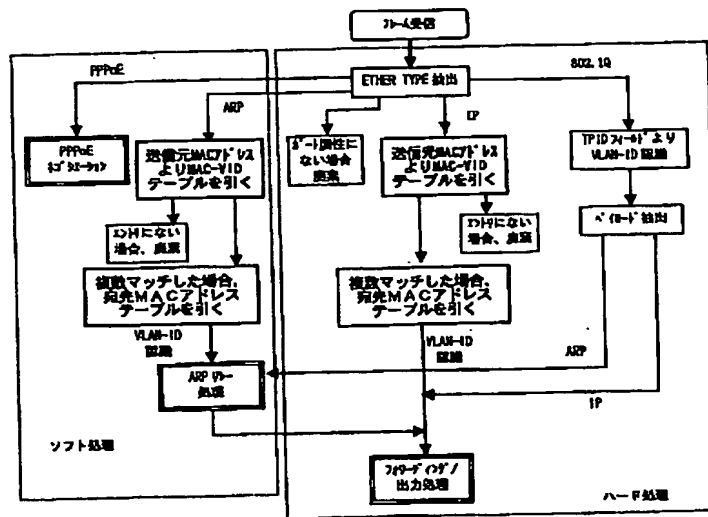 フレーム受信
PPPoE
ETHER TYPE 抽出
802.1Q
ARP
IP
PPPoE
ネゴシエーション
送信元MACアドレス
よりMAC-VID
テーブルを引く
ポート属性に
ない場合
廃棄
送信先MACアドレス
よりMAC-VID
テーブルを引く
TPIDフィールドより
VLAN-ID 認識
エントリにない
場合、廃棄
エントリにない
場合、廃棄
ペイロード抽出
複数マッチした場合、
宛先MACアドレス
テーブルを引く
複数マッチした場合、
宛先MACアドレス
テーブルを引く
VLAN-ID
認識
VLAN-ID
認識
ARP
ARPリレー
処理
IP
ソフト処理
フォワーディング/
出力処理
ハード処理